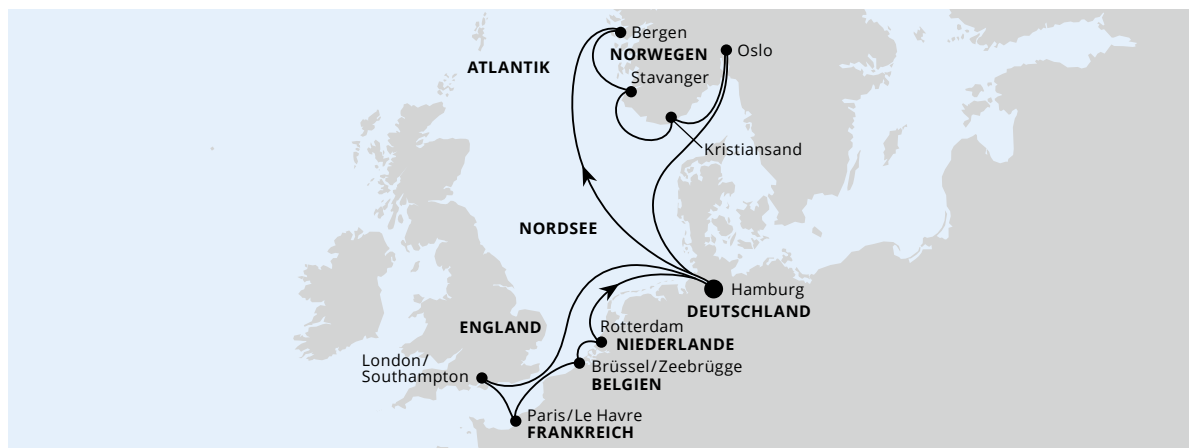 Bergen
NORWEGEN
Oslo
ATLANTIK
Stavanger
Kristiansand
NORDSEE
Hamburg
DEUTSCHLAND
ENGLAND
Rotterdam
NIEDERLANDE
London/
Southampton
Brüssel/Zeebrügge
BELGIEN
Paris/Le Havre
FRANKREICH